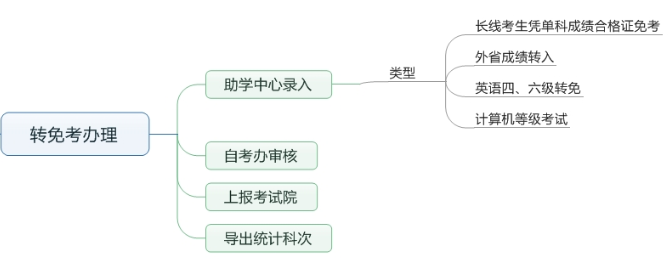 转免考办理
助学中心录入
类型
长线考生凭单科成绩合格证免考
外省成绩转入
英语四、六级转免
计算机等级考试
自考办审核
上报考试院
导出统计科次